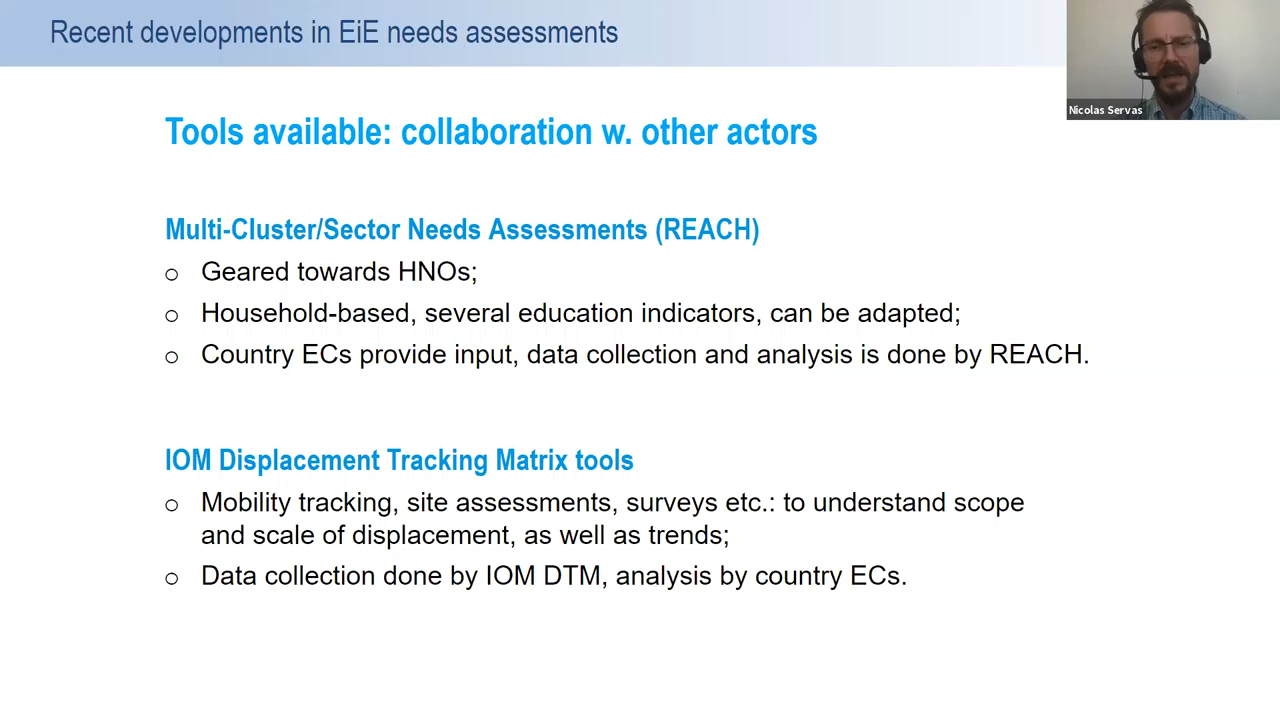 Recent developments in EiE needs assessments
Nicolas Servas
Tools available: collaboration w. other actors
Multi-Cluster/Sector Needs Assessments (REACH)
o Geared towards HNOs;
o Household-based, several education indicators, can be adapted;
o Country ECs provide input, data collection and analysis is done by REACH.
IOM Displacement Tracking Matrix tools
o Mobility tracking, site assessments, surveys etc.: to understand scope
and scale of displacement, as well as trends;
o Data collection done by IOM DTM, analysis by country ECs.